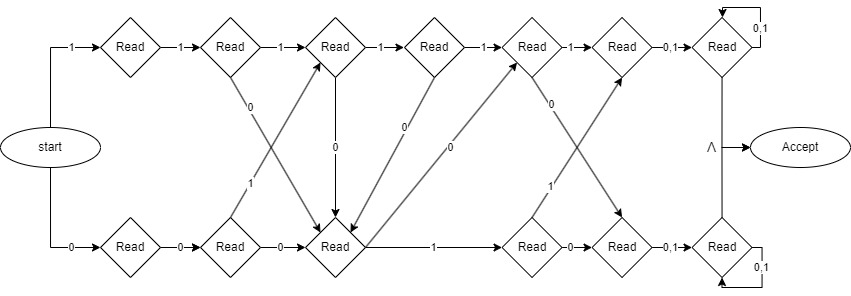 0,1
1 Read 1 Read 1 Read 1 Read 1 Read 1 Read 0,1 Read
0 0
0
start 0 0 Λ Accept
1 1
0 Read 0 Read 0 Read 1 Read 0 Read 0,1 Read
0,1